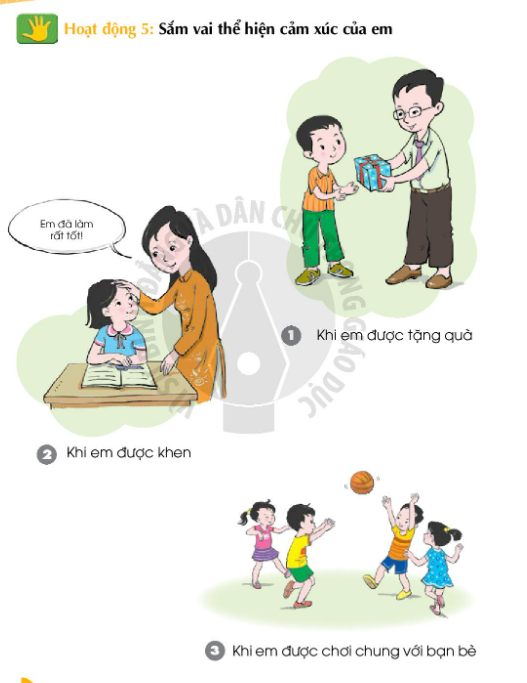 Hoạt động 5: Sắm vai thể hiện cảm xúc của em
Em đã làm
rất tốt!
1 Khi em được tặng quà
2 Khi em được khen
3 Khi em được chơi chung với bạn bè